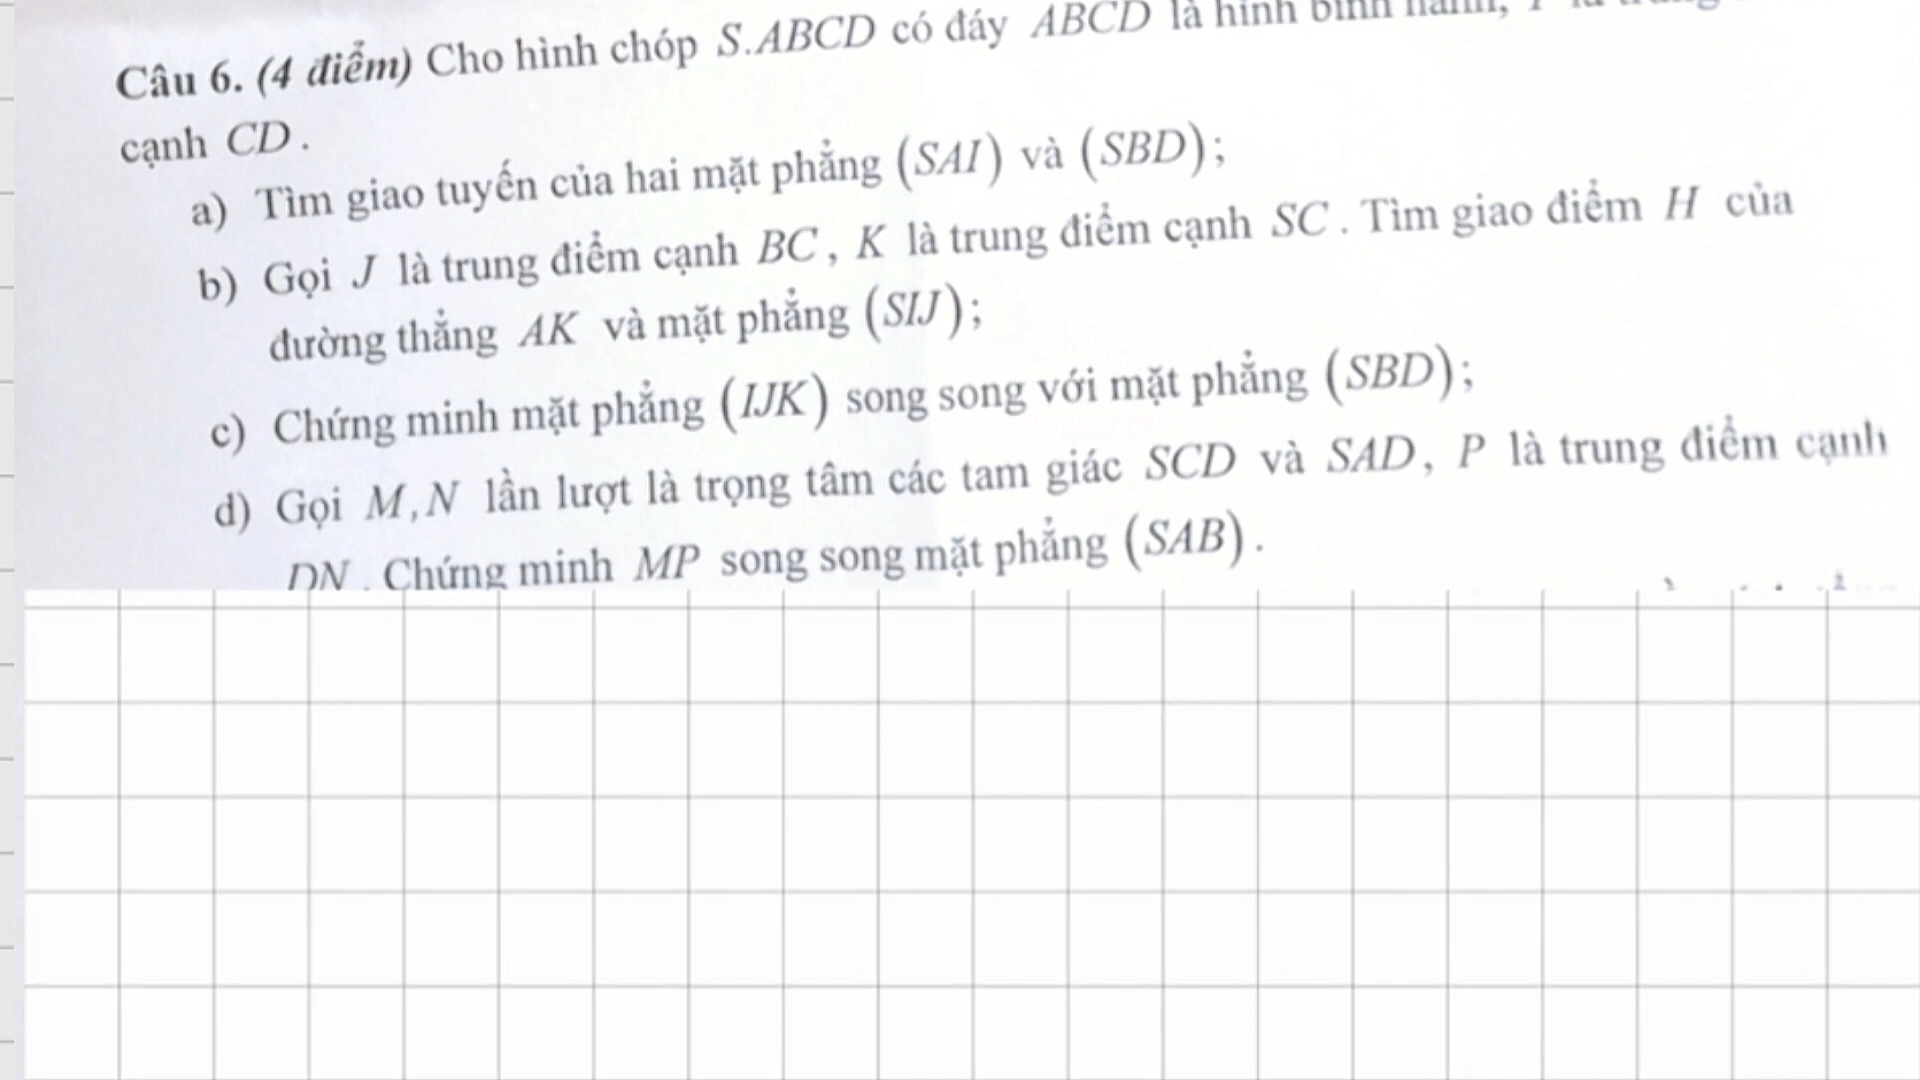 Câu 6. (4 điểm) Cho hình chóp S.ABCD có đáy ABCD là hình bình hành,
cạnh CD .
a) Tìm giao tuyến của hai mặt phẳng (SAI) và (SBD);
b) Gọi J là trung điểm cạnh BC , K là trung điểm cạnh SC . Tìm giao điểm H của
đường thẳng AK và mặt phẳng (SIJ);
c) Chứng minh mặt phẳng (IJK) song song với mặt phẳng (SBD);
d) Gọi M,N lần lượt là trọng tâm các tam giác SCD và SAD, P là trung điểm cạnh
DN . Chứng minh MP song song mặt phẳng (SAB) .